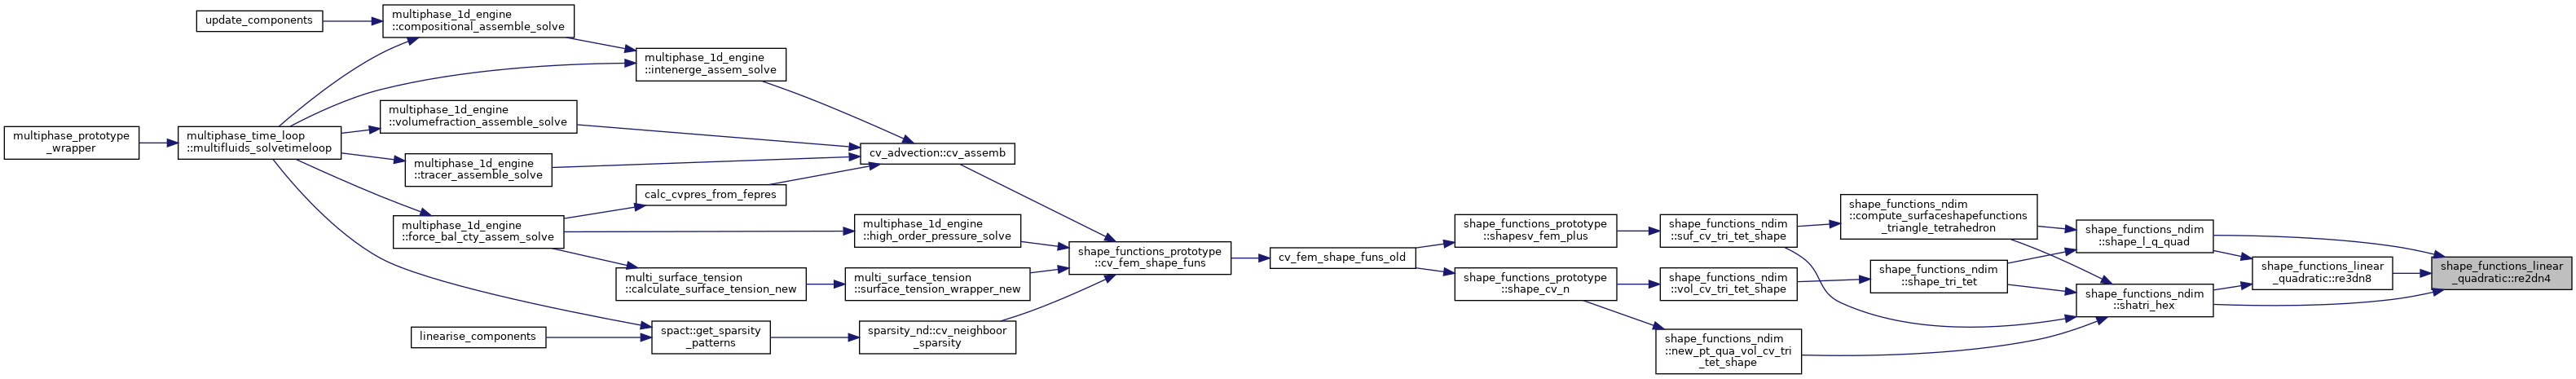 update_components
multiphase_1d_engine
::compositional_assemble_solve
multiphase_1d_engine
::intenerge_assem_solve
multiphase_1d_engine
::volumefraction_assemble_solve
multiphase_prototype
_wrapper
multiphase_time_loop
::multifluids_solvetimeloop
multiphase_1d_engine
::tracer_assemble_solve
cv_advection::cv_assemb
calc_cvpres_from_fepres
multiphase_1d_engine
::force_bal_cty_assem_solve
multiphase_1d_engine
::high_order_pressure_solve
multi_surface_tension
::calculate_surface_tension_new
multi_surface_tension
::surface_tension_wrapper_new
linearise_components
spact::get_sparsity
_patterns
sparsity_nd::cv_neighboor
_sparsity
shape_functions_prototype
::cv_fem_shape_funs
cv_fem_shape_funs_old
shape_functions_prototype
::shapesv_fem_plus
shape_functions_prototype
::shape_cv_n
shape_functions_ndim
::suf_cv_tri_tet_shape
shape_functions_ndim
::vol_cv_tri_tet_shape
shape_functions_ndim
::new_pt_qua_vol_cv_tri
_tet_shape
shape_functions_ndim
::compute_surfaceshapefunctions
_triangle_tetrahedron
shape_functions_ndim
::shape_tri_tet
shape_functions_ndim
::shape_l_q_quad
shape_functions_ndim
::shatri_hex
shape_functions_linear
_quadratic::re3dn8
shape_functions_linear
_quadratic::re2dn4